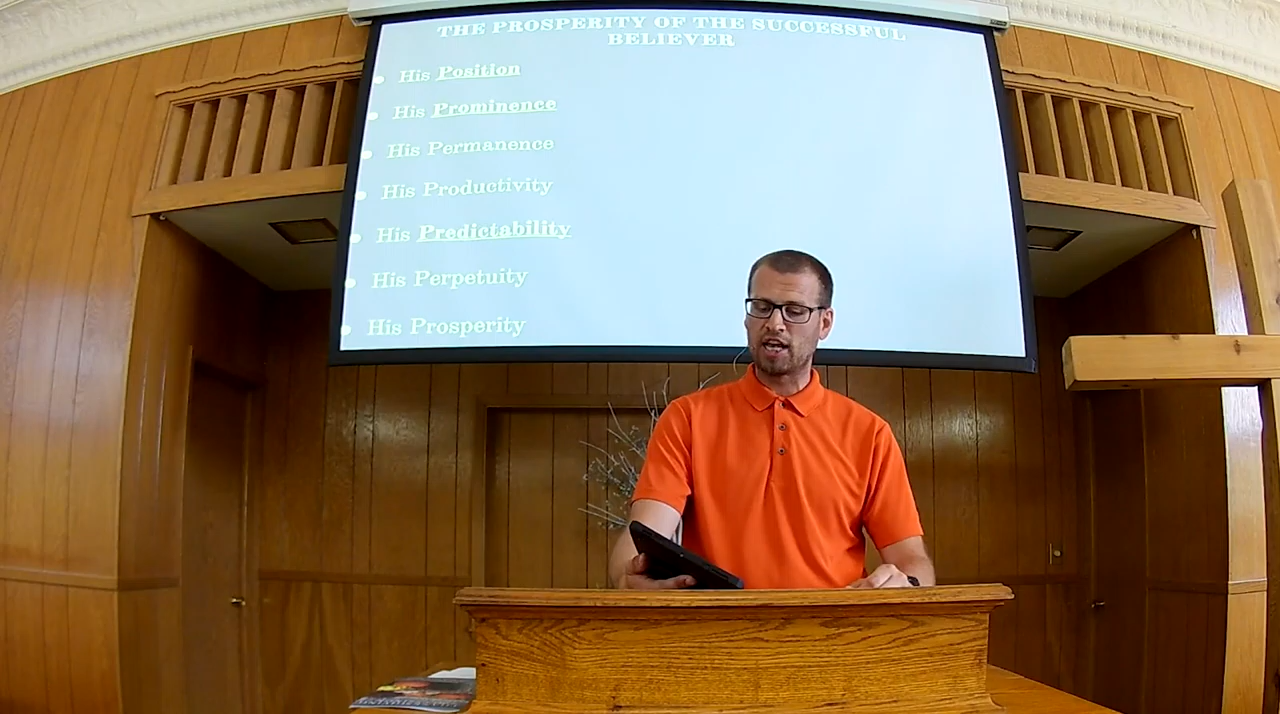 THE PROSPERITY OF THE SUCCESSFUL
BELIEVER
• His Position
• His Prominence
• His Permanence
• His Productivity
• His Predictability
• His Perpetuity
• His Prosperity